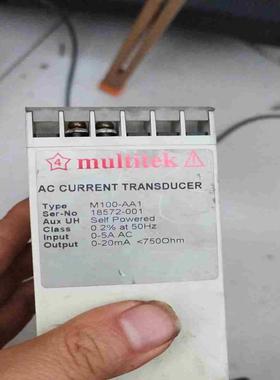 4 multitek
AC CURRENT TRANSDUCER
Type M100-AA1
Ser-No 18572-001
Aux UH Self Powered
Class 0.2% at 50Hz
Input 0-5A AC
Output 0-20mA <750Ohm